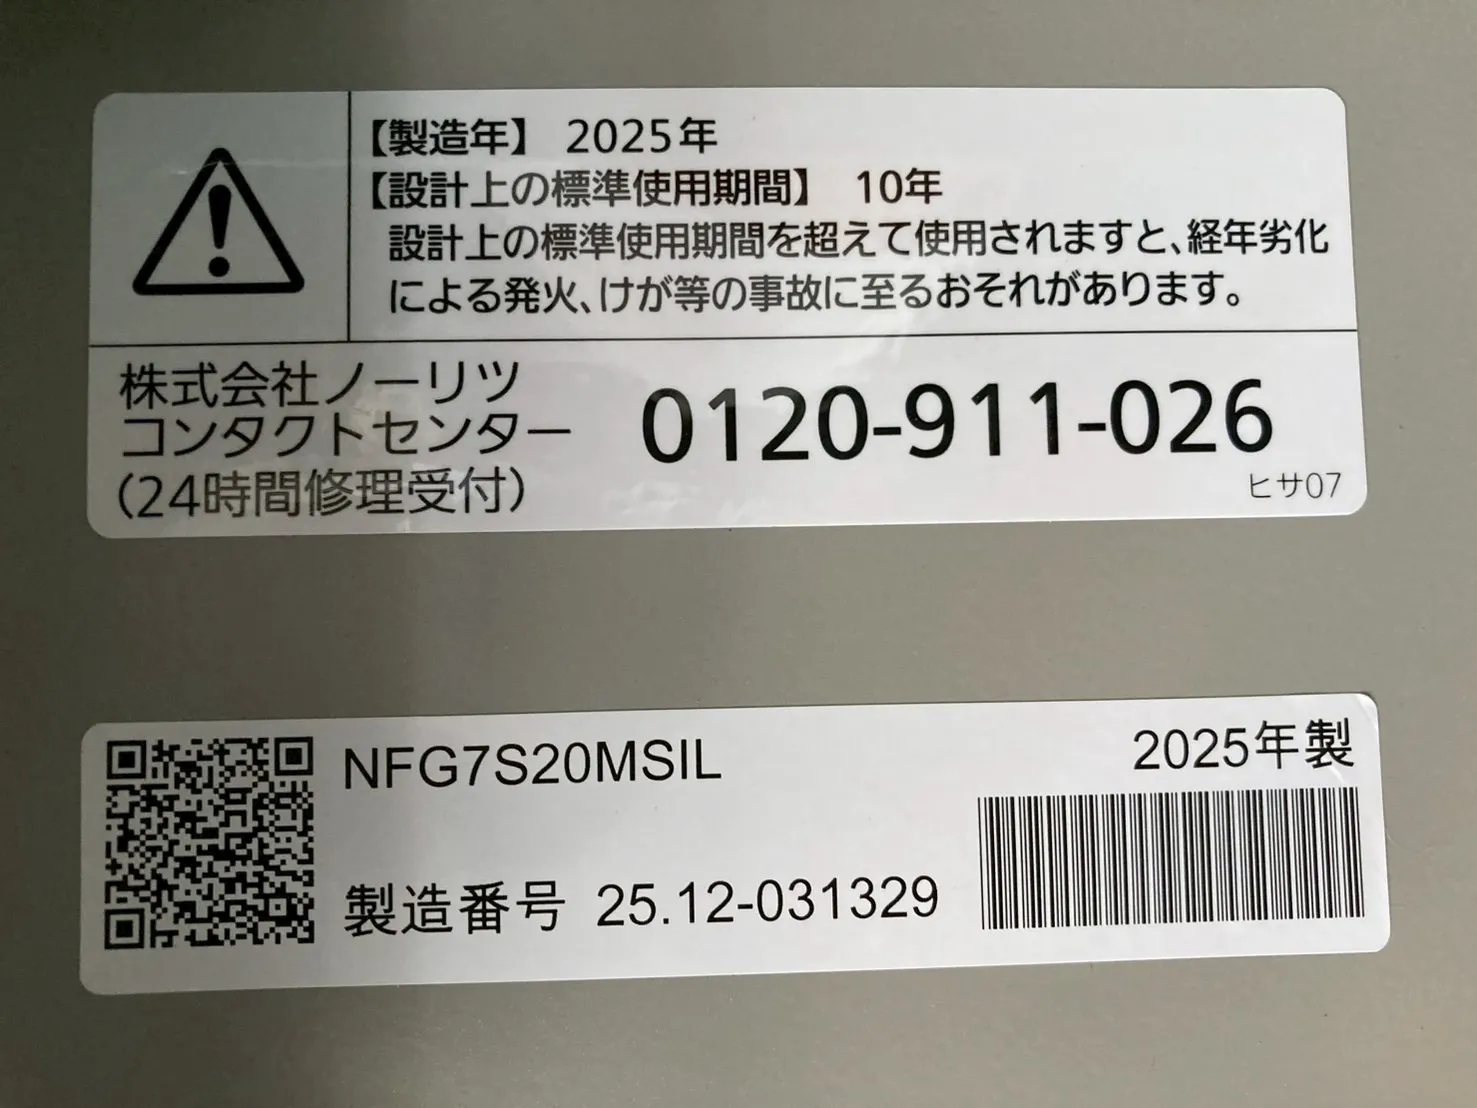 【製造年】 2025年
【設計上の標準使用期間】 10年
設計上の標準使用期間を超えて使用されますと、経年劣化
による発火、けが等の事故に至るおそれがあります。
株式会社ノーリツ
コンタクトセンター
(24時間修理受付)
0120-911-026
ヒサ07
NFG7S20MSIL
2025年製
製造番号 25.12-031329